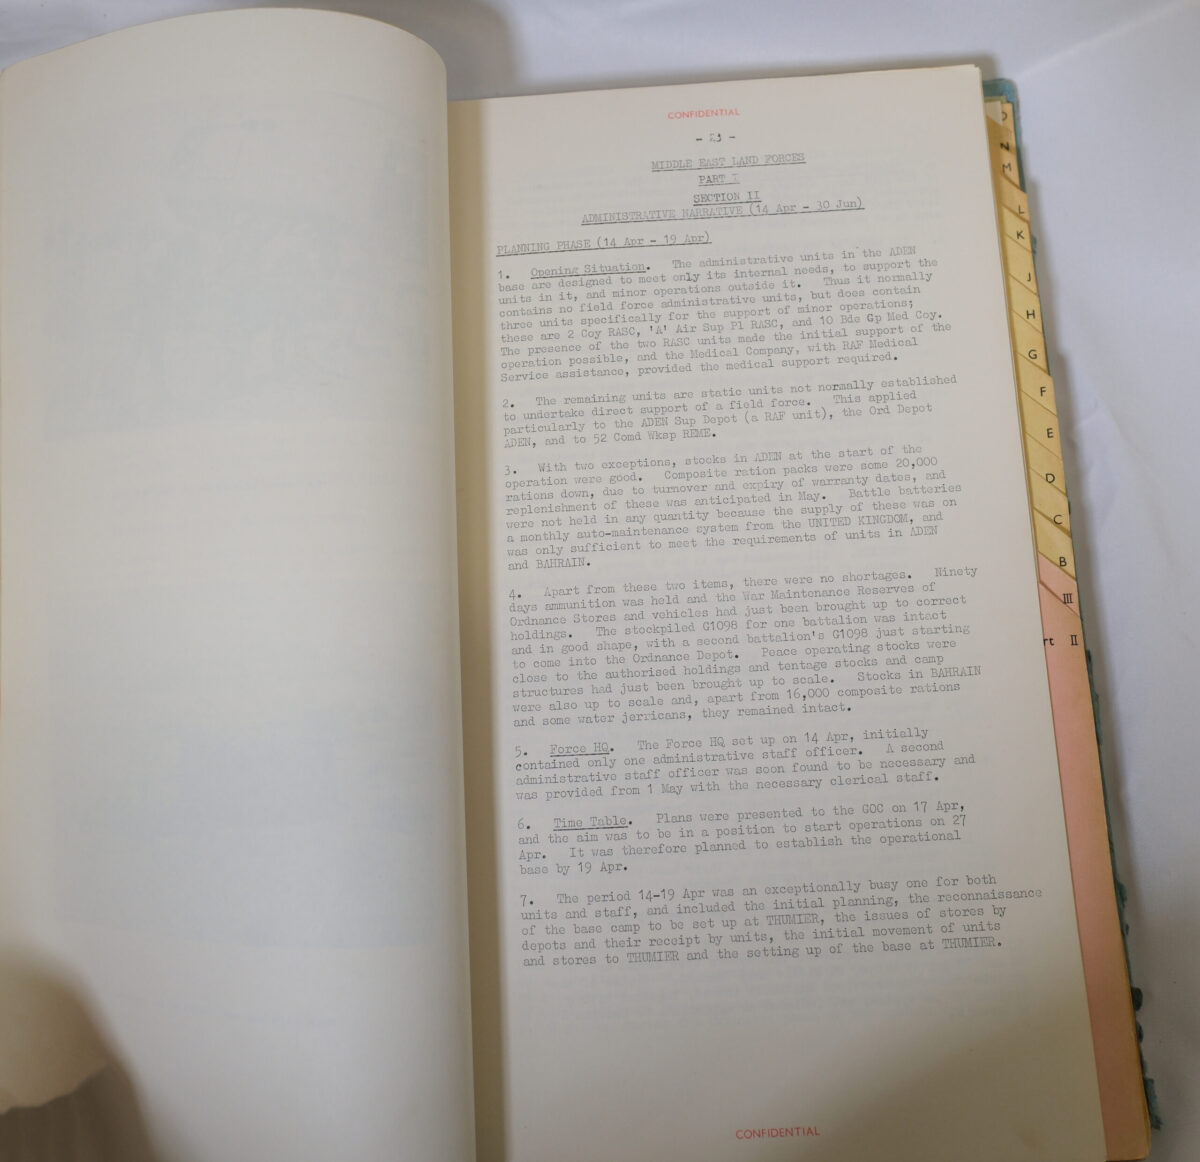 CONFIDENTIAL
- 23 -
MIDDLE EAST LAND FORCES
PART I
SECTION II
ADMINISTRATIVE NARRATIVE (14 Apr - 30 Jun)
PLANNING PHASE (14 Apr - 19 Apr)
1. Opening Situation. The administrative units in the ADEN
base are designed to meet only its internal needs, to support the
units in it, and minor operations outside it. Thus it normally
contains no field force administrative units, but does contain
three units specifically for the support of minor operations;
these are 2 Coy RASC, 'A' Air Sup Pl RASC, and 10 Bde Gp Med Coy.
The presence of the two RASC units made the initial support of the
operation possible, and the Medical Company, with RAF Medical
Service assistance, provided the medical support required.
2. The remaining units are static units not normally established
to undertake direct support of a field force. This applied
particularly to the ADEN Sup Depot (a RAF unit), the Ord Depot
ADEN, and to 52 Comd Wksp REME.
3. With two exceptions, stocks in ADEN at the start of the
operation were good. Composite ration packs were some 20,000
rations down, due to turnover and expiry of warranty dates, and
replenishment of these was anticipated in May. Battle batteries
were not held in any quantity because the supply of these was on
a monthly auto-maintenance system from the UNITED KINGDOM, and
was only sufficient to meet the requirements of units in ADEN
and BAHRAIN.
4. Apart from these two items, there were no shortages. Ninety
days ammunition was held and the War Maintenance Reserves of
Ordnance Stores and vehicles had just been brought up to correct
holdings. The stockpiled G1098 for one battalion was intact
and in good shape, with a second battalion's G1098 just starting
to come into the Ordnance Depot. Peace operating stocks were
close to the authorised holdings and tentage stocks and camp
structures had just been brought up to scale. Stocks in BAHRAIN
were also up to scale and, apart from 16,000 composite rations
and some water jerricans, they remained intact.
5. Force HQ. The Force HQ set up on 14 Apr, initially
contained only one administrative staff officer. A second
administrative staff officer was soon found to be necessary and
was provided from 1 May with the necessary clerical staff.
6. Time Table. Plans were presented to the GOC on 17 Apr,
and the aim was to be in a position to start operations on 27
Apr. It was therefore planned to establish the operational
base by 19 Apr.
7. The period 14-19 Apr was an exceptionally busy one for both
units and staff, and included the initial planning, the reconnaissance
of the base camp to be set up at THUMIER, the issues of stores by
depots and their receipt by units, the initial movement of units
and stores to THUMIER and the setting up of the base at THUMIER.
CONFIDENTIAL
O
N
M
L
K
J
H
G
F
E
D
C
B
III
rt II